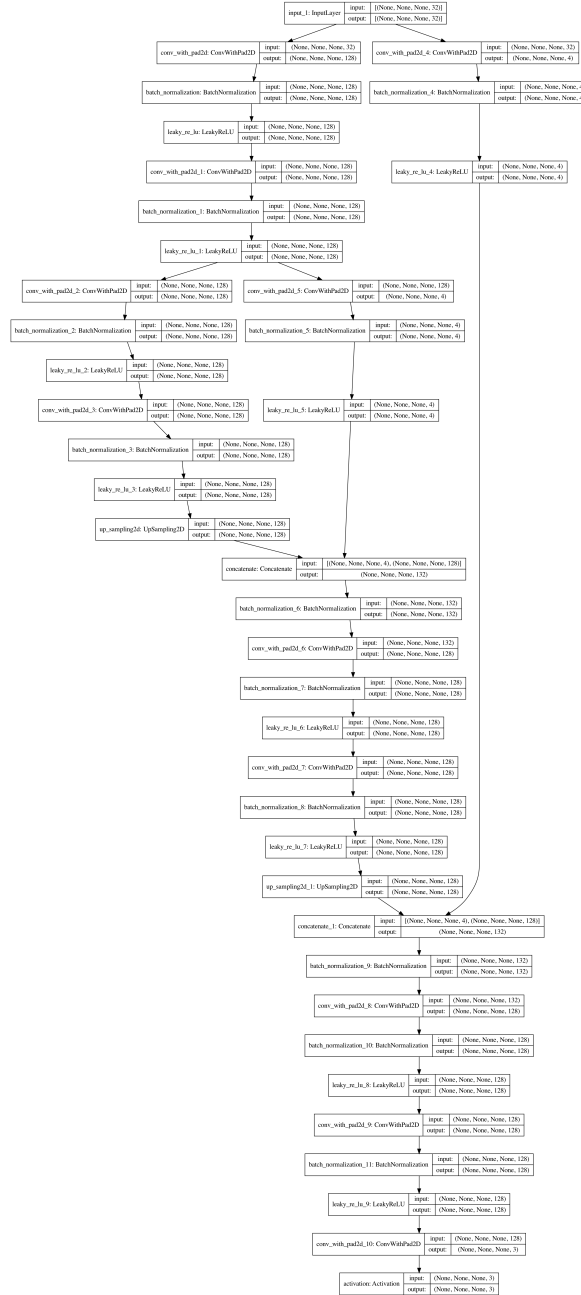 input_1: InputLayer input: [(None, None, None, 32)]
output: [(None, None, None, 32)]
conv_with_pad2d: ConvWithPad2D input: (None, None, None, 32)
output: (None, None, None, 128)
conv_with_pad2d_4: ConvWithPad2D input: (None, None, None, 32)
output: (None, None, None, 4)
batch_normalization: BatchNormalization input: (None, None, None, 128)
output: (None, None, None, 128)
batch_normalization_4: BatchNormalization input: (None, None, None, 4
output: (None, None, None, 4
leaky_re_lu: LeakyReLU input: (None, None, None, 128)
output: (None, None, None, 128)
conv_with_pad2d_1: ConvWithPad2D input: (None, None, None, 128)
output: (None, None, None, 128)
leaky_re_lu_4: LeakyReLU input: (None, None, None, 4)
output: (None, None, None, 4)
batch_normalization_1: BatchNormalization input: (None, None, None, 128)
output: (None, None, None, 128)
leaky_re_lu_1: LeakyReLU input: (None, None, None, 128)
output: (None, None, None, 128)
conv_with_pad2d_2: ConvWithPad2D input: (None, None, None, 128)
output: (None, None, None, 128)
conv_with_pad2d_5: ConvWithPad2D input: (None, None, None, 128)
output: (None, None, None, 4)
batch_normalization_2: BatchNormalization input: (None, None, None, 128)
output: (None, None, None, 128)
batch_normalization_5: BatchNormalization input: (None, None, None, 4)
output: (None, None, None, 4)
leaky_re_lu_2: LeakyReLU input: (None, None, None, 128)
output: (None, None, None, 128)
conv_with_pad2d_3: ConvWithPad2D input: (None, None, None, 128)
output: (None, None, None, 128)
leaky_re_lu_5: LeakyReLU input: (None, None, None, 4)
output: (None, None, None, 4)
batch_normalization_3: BatchNormalization input: (None, None, None, 128)
output: (None, None, None, 128)
leaky_re_lu_3: LeakyReLU input: (None, None, None, 128)
output: (None, None, None, 128)
up_sampling2d: UpSampling2D input: (None, None, None, 128)
output: (None, None, None, 128)
concatenate: Concatenate input: [(None, None, None, 4), (None, None, None, 128)]
output: (None, None, None, 132)
batch_normalization_6: BatchNormalization input: (None, None, None, 132)
output: (None, None, None, 132)
conv_with_pad2d_6: ConvWithPad2D input: (None, None, None, 132)
output: (None, None, None, 128)
batch_normalization_7: BatchNormalization input: (None, None, None, 128)
output: (None, None, None, 128)
leaky_re_lu_6: LeakyReLU input: (None, None, None, 128)
output: (None, None, None, 128)
conv_with_pad2d_7: ConvWithPad2D input: (None, None, None, 128)
output: (None, None, None, 128)
batch_normalization_8: BatchNormalization input: (None, None, None, 128)
output: (None, None, None, 128)
leaky_re_lu_7: LeakyReLU input: (None, None, None, 128)
output: (None, None, None, 128)
up_sampling2d_1: UpSampling2D input: (None, None, None, 128)
output: (None, None, None, 128)
concatenate_1: Concatenate input: [(None, None, None, 4), (None, None, None, 128)]
output: (None, None, None, 132)
batch_normalization_9: BatchNormalization input: (None, None, None, 132)
output: (None, None, None, 132)
conv_with_pad2d_8: ConvWithPad2D input: (None, None, None, 132)
output: (None, None, None, 128)
batch_normalization_10: BatchNormalization input: (None, None, None, 128)
output: (None, None, None, 128)
leaky_re_lu_8: LeakyReLU input: (None, None, None, 128)
output: (None, None, None, 128)
conv_with_pad2d_9: ConvWithPad2D input: (None, None, None, 128)
output: (None, None, None, 128)
batch_normalization_11: BatchNormalization input: (None, None, None, 128)
output: (None, None, None, 128)
leaky_re_lu_9: LeakyReLU input: (None, None, None, 128)
output: (None, None, None, 128)
conv_with_pad2d_10: ConvWithPad2D input: (None, None, None, 128)
output: (None, None, None, 3)
activation: Activation input: (None, None, None, 3)
output: (None, None, None, 3)